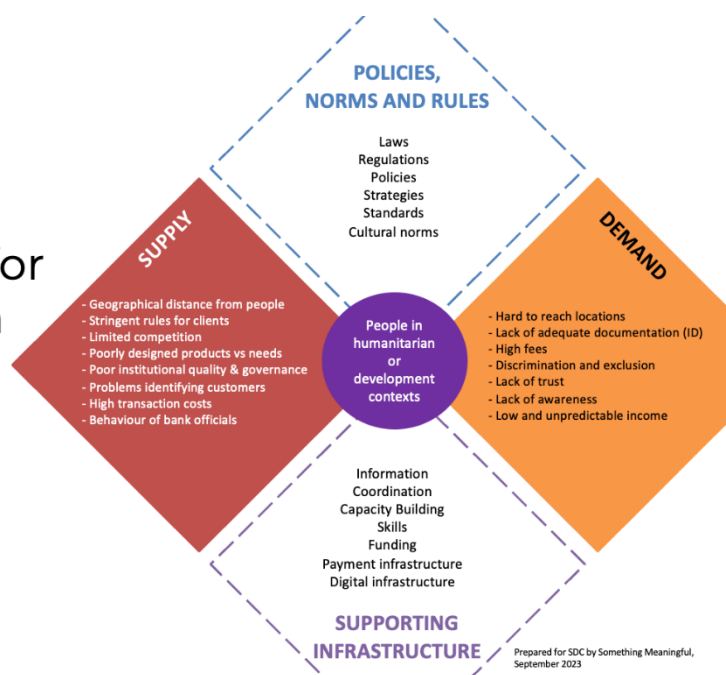 POLICIES,
NORMS AND RULES
Laws
Regulations
Policies
Strategies
Standards
Cultural norms
or
SUPPLY
- Geographical distance from people
- Stringent rules for clients
- Limited competition
- Poorly designed products vs needs
- Poor institutional quality & governance
- Problems identifying customers
- High transaction costs
- Behaviour of bank officials
People in
humanitarian
or
development
contexts
DEMAND
- Hard to reach locations
- Lack of adequate documentation (ID)
- High fees
- Discrimination and exclusion
- Lack of trust
- Lack of awareness
- Low and unpredictable income
Information
Coordination
Capacity Building
Skills
Funding
Payment infrastructure
Digital infrastructure
SUPPORTING
INFRASTRUCTURE
Prepared for SDC by Something Meaningful,
September 2023